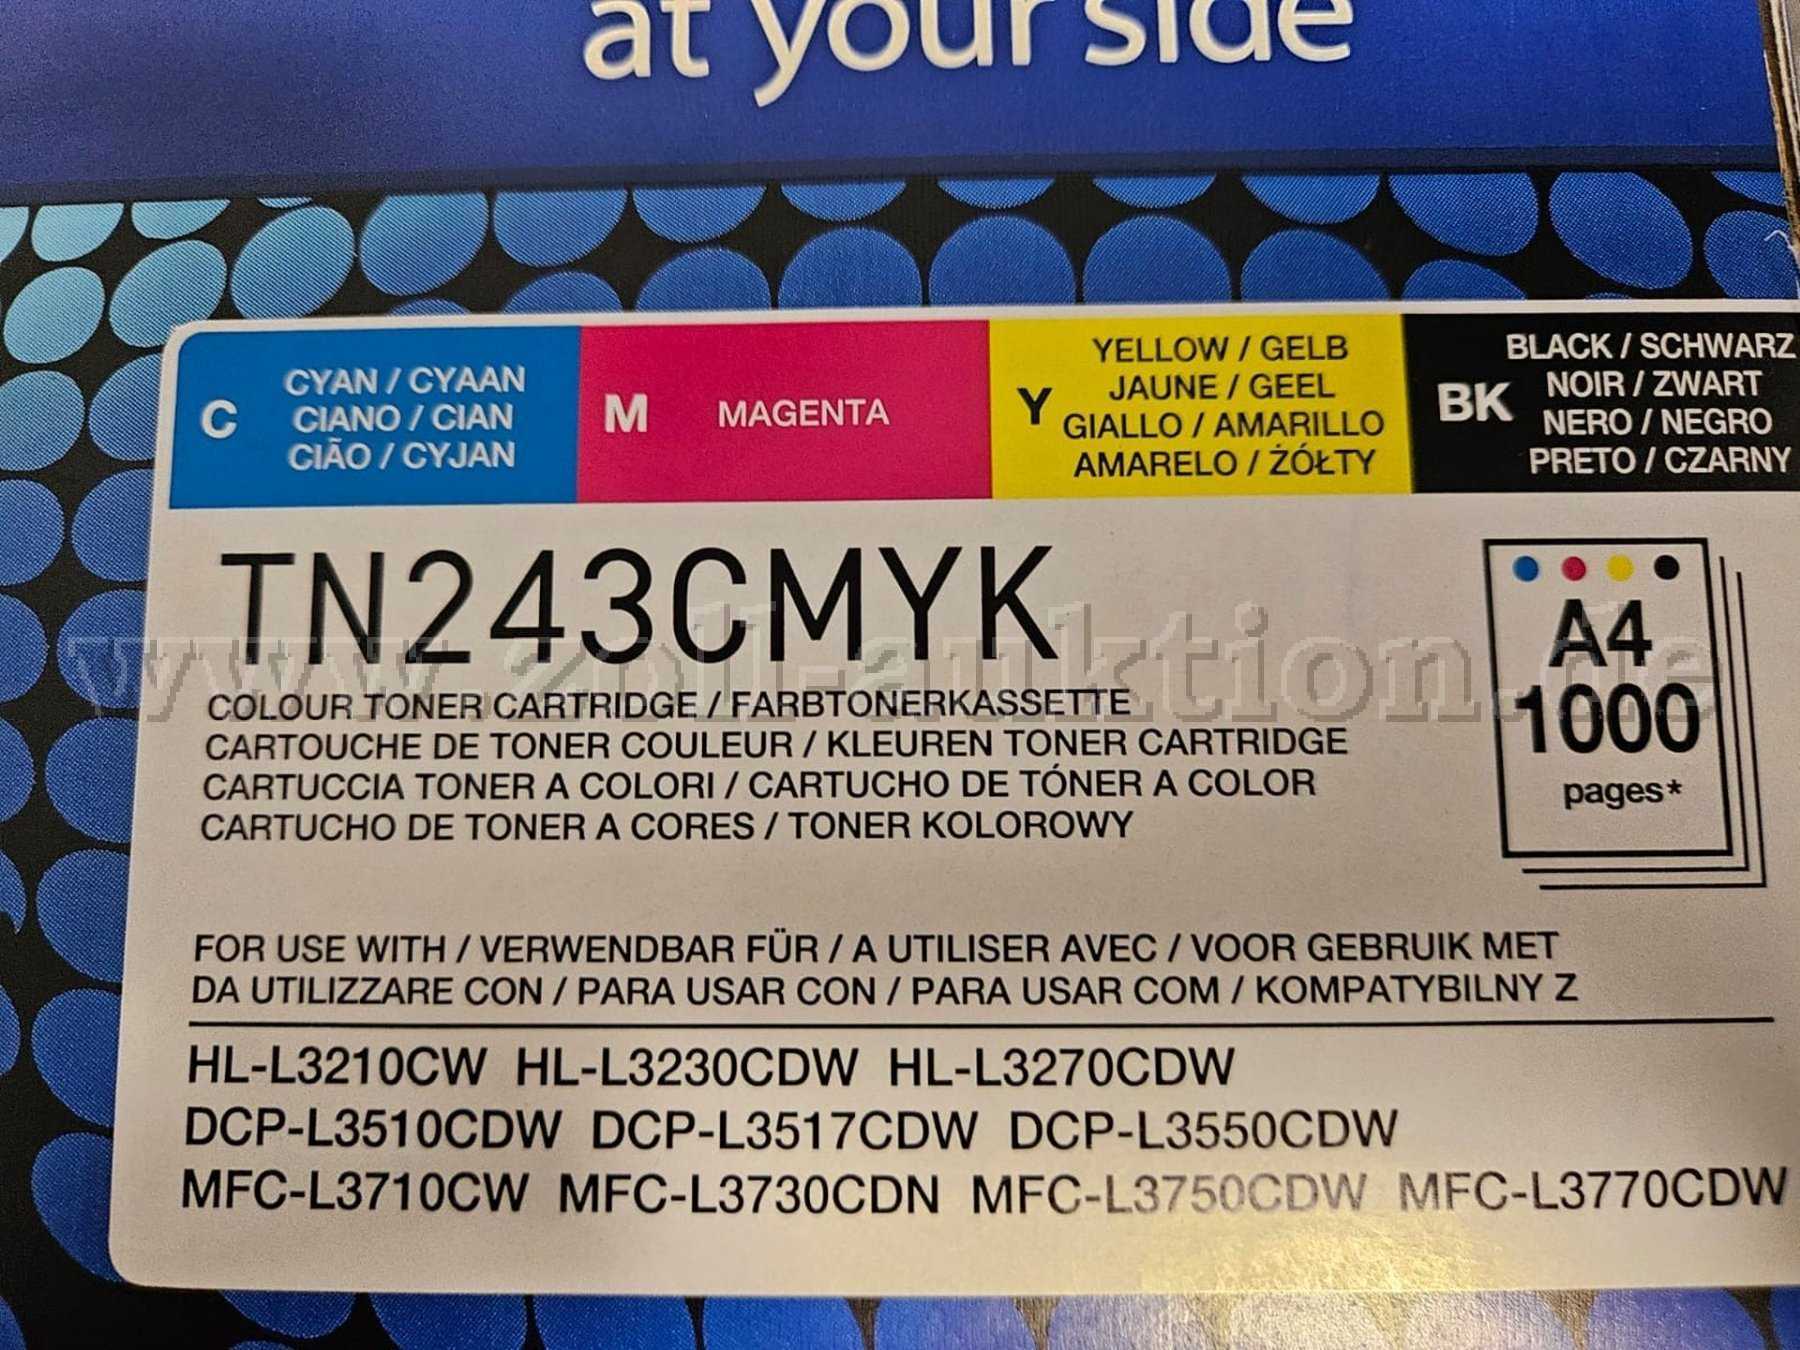 at your side
C
CYAN / CYAAN
CIANO / CIAN
CIÃO / CYJAN
M
MAGENTA
Y
YELLOW / GELB
JAUNE / GEEL
GIALLO / AMARILLO
AMARELO / ŻÓŁTY
BK
BLACK / SCHWARZ
NOIR / ZWART
NERO / NEGRO
PRETO / CZARNY
TN243CMYK
A4
1000
pages*
www.zoll-auktion.de
COLOUR TONER CARTRIDGE / FARBTONERKASSETTE
CARTOUCHE DE TONER COULEUR / KLEUREN TONER CARTRIDGE
CARTUCCIA TONER A COLORI / CARTUCHO DE TÓNER A COLOR
CARTUCHO DE TONER A CORES / TONER KOLOROWY
FOR USE WITH / VERWENDBAR FÜR / A UTILISER AVEC / VOOR GEBRUIK MET
DA UTILIZZARE CON / PARA USAR CON / PARA USAR COM / KOMPATYBILNY Z
HL-L3210CW HL-L3230CDW HL-L3270CDW
DCP-L3510CDW DCP-L3517CDW DCP-L3550CDW
MFC-L3710CW MFC-L3730CDN MFC-L3750CDW MFC-L3770CDW